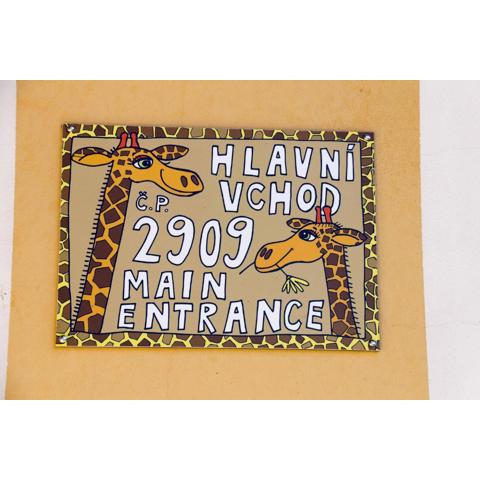 HLAVNÍ
VCHOD
Č.P.
2909
MAIN
ENTRANCE